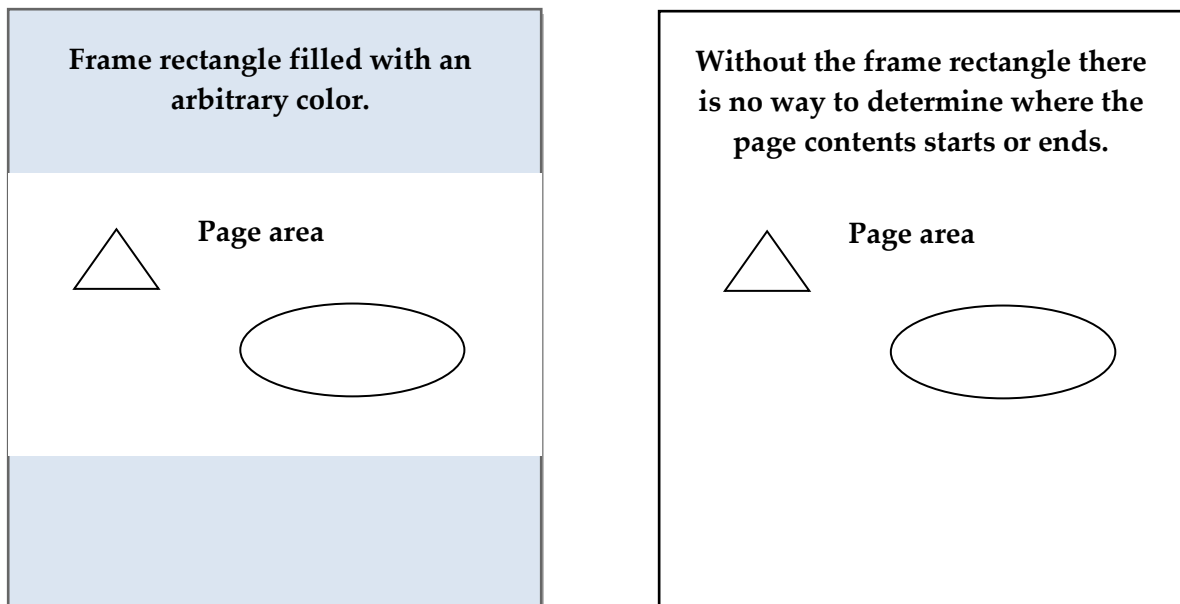 Frame rectangle filled with an
arbitrary color.
Page area
Without the frame rectangle there
is no way to determine where the
page contents starts or ends.
Page area